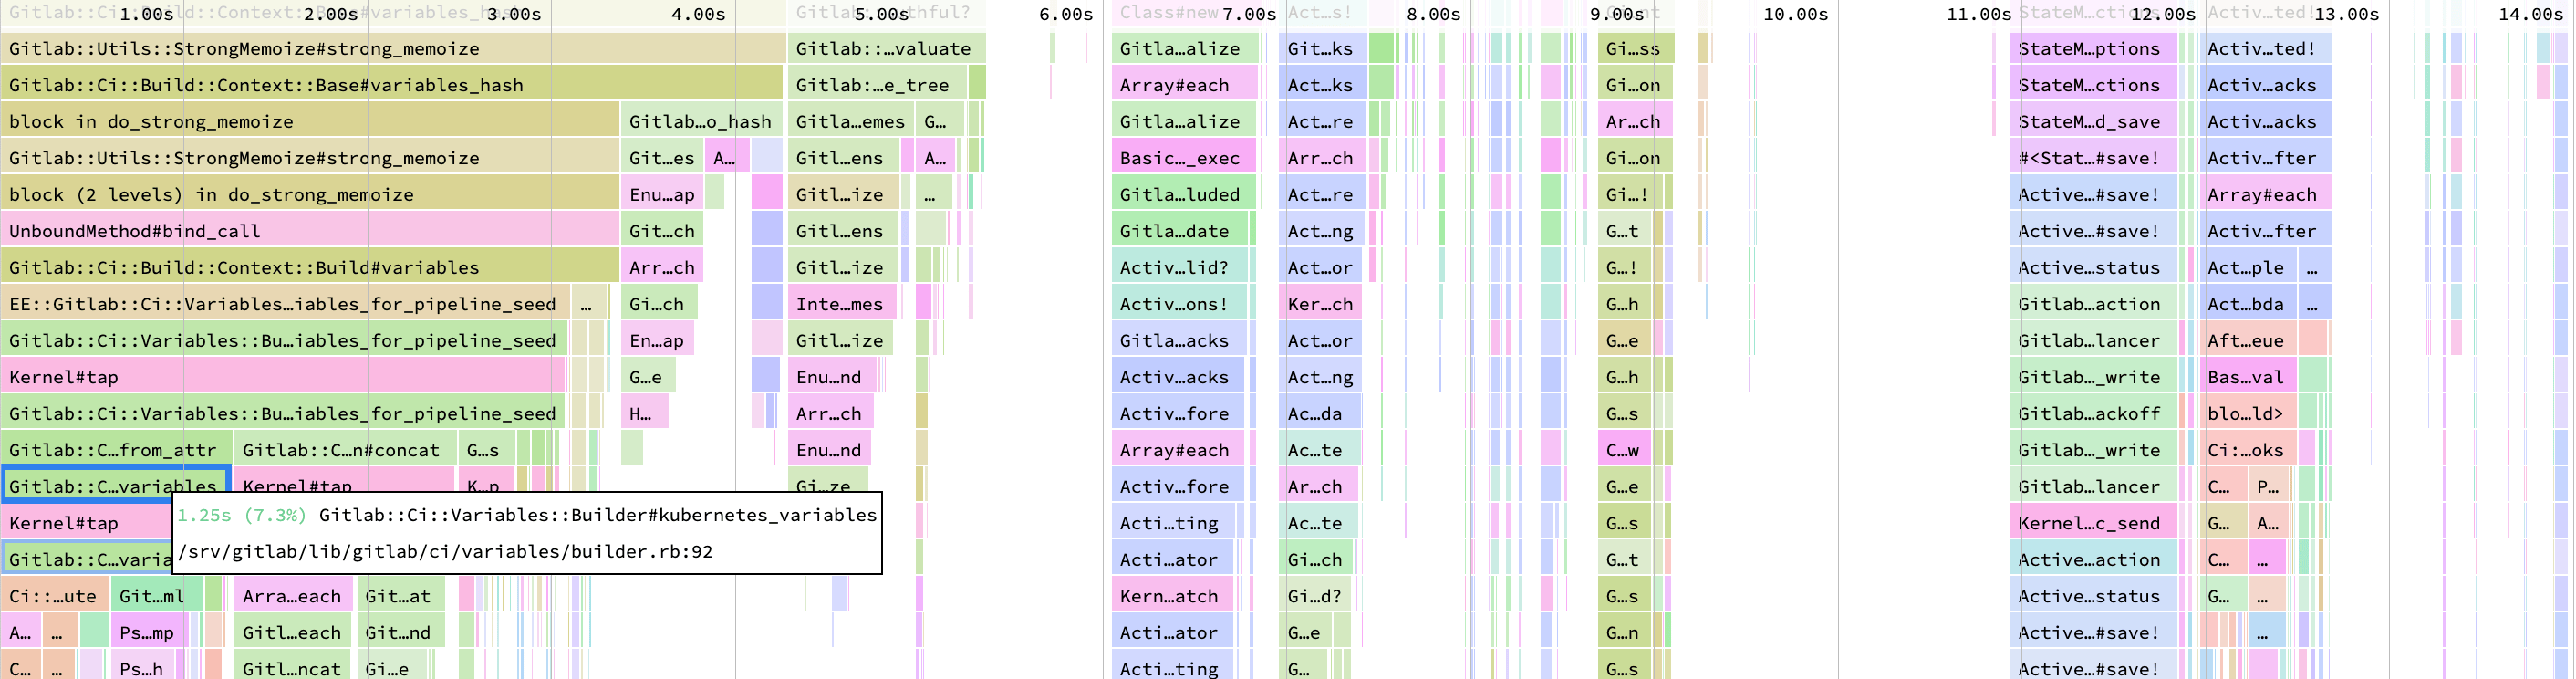 1.00s 2.00s 3.00s 4.00s 5.00s 6.00s 7.00s 8.00s 9.00s 10.00s 11.00s 12.00s 13.00s 14.00s
Gitlab::Ci::Build::Context::Base#variables_hash Class#new Act…s! StateM…ctions Activ…ted!
Gitlab::Utils::StrongMemoize#strong_memoize Gitlab::…valuate Gitla…alize Git…ks Gi…ss StateM…ptions Activ…ted!
Gitlab::Ci::Build::Context::Base#variables_hash Gitlab:…e_tree Array#each Act…ks Gi…on StateM…ctions Activ…acks
block in do_strong_memoize Gitlab…o_hash Gitla…emes G… Gitla…alize Act…re Ar…ch StateM…d_save Activ…acks
Gitlab::Utils::StrongMemoize#strong_memoize Git…es A… Gitl…ens A… Basic…_exec Arr…ch Gi…on #<Stat…#save! Activ…fter
block (2 levels) in do_strong_memoize Enu…ap Gitl…ize … Gitla…luded Act…re Gi…! Active…#save! Array#each
UnboundMethod#bind_call Git…ch Gitl…ens Gitla…date Act…ng G…t Active…#save! Activ…fter
Gitlab::Ci::Build::Context::Build#variables Arr…ch Gitl…ize Activ…lid? Act…or G…! Active…status Act…ple …
EE::Gitlab::Ci::Variables…iables_for_pipeline_seed … Gi…ch Inte…mes Activ…ons! Ker…ch G…h Gitlab…action Act…bda …
Gitlab::Ci::Variables::Bu…iables_for_pipeline_seed En…ap Gitl…ize Gitla…acks Act…or G…e Gitlab…lancer Aft…eue
Kernel#tap G…e Enu…nd Activ…acks Act…ng G…h Gitlab…_write Bas…val
Gitlab::Ci::Variables::Bu…iables_for_pipeline_seed H… Arr…ch Activ…fore Ac…da G…s Gitlab…ackoff blo…ld>
Gitlab::C…from_attr Gitlab::C…n#concat G…s Enu…nd Array#each Ac…te C…w Gitlab…_write Ci:…oks
Gitlab::C…variables Kernel#tap K…p Gi…ze Activ…fore Ar…ch G…e Gitlab…lancer C… P…
Kernel#tap 1.25s (7.3%) Gitlab::Ci::Variables::Builder#kubernetes_variables Acti…ting Ac…te G…s Kernel…c_send G… A…
Gitlab::C…varia /srv/gitlab/lib/gitlab/ci/variables/builder.rb:92 Acti…ator Gi…ch G…t Active…action C… …
Ci::…ute Git…ml Arra…each Git…at Kern…atch Gi…d? G…s Active…status G… …
A… … Ps…mp Gitl…each Git…nd Acti…ator G…e G…n Active…#save! …
C… … Ps…h Gitl…ncat Gi…e Acti…ting G… G…s Active…#save!